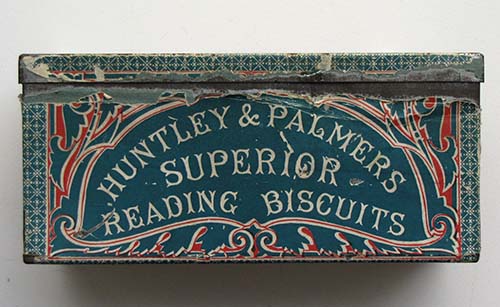 HUNTLEY & PALMERS
SUPERIOR
READING BISCUITS